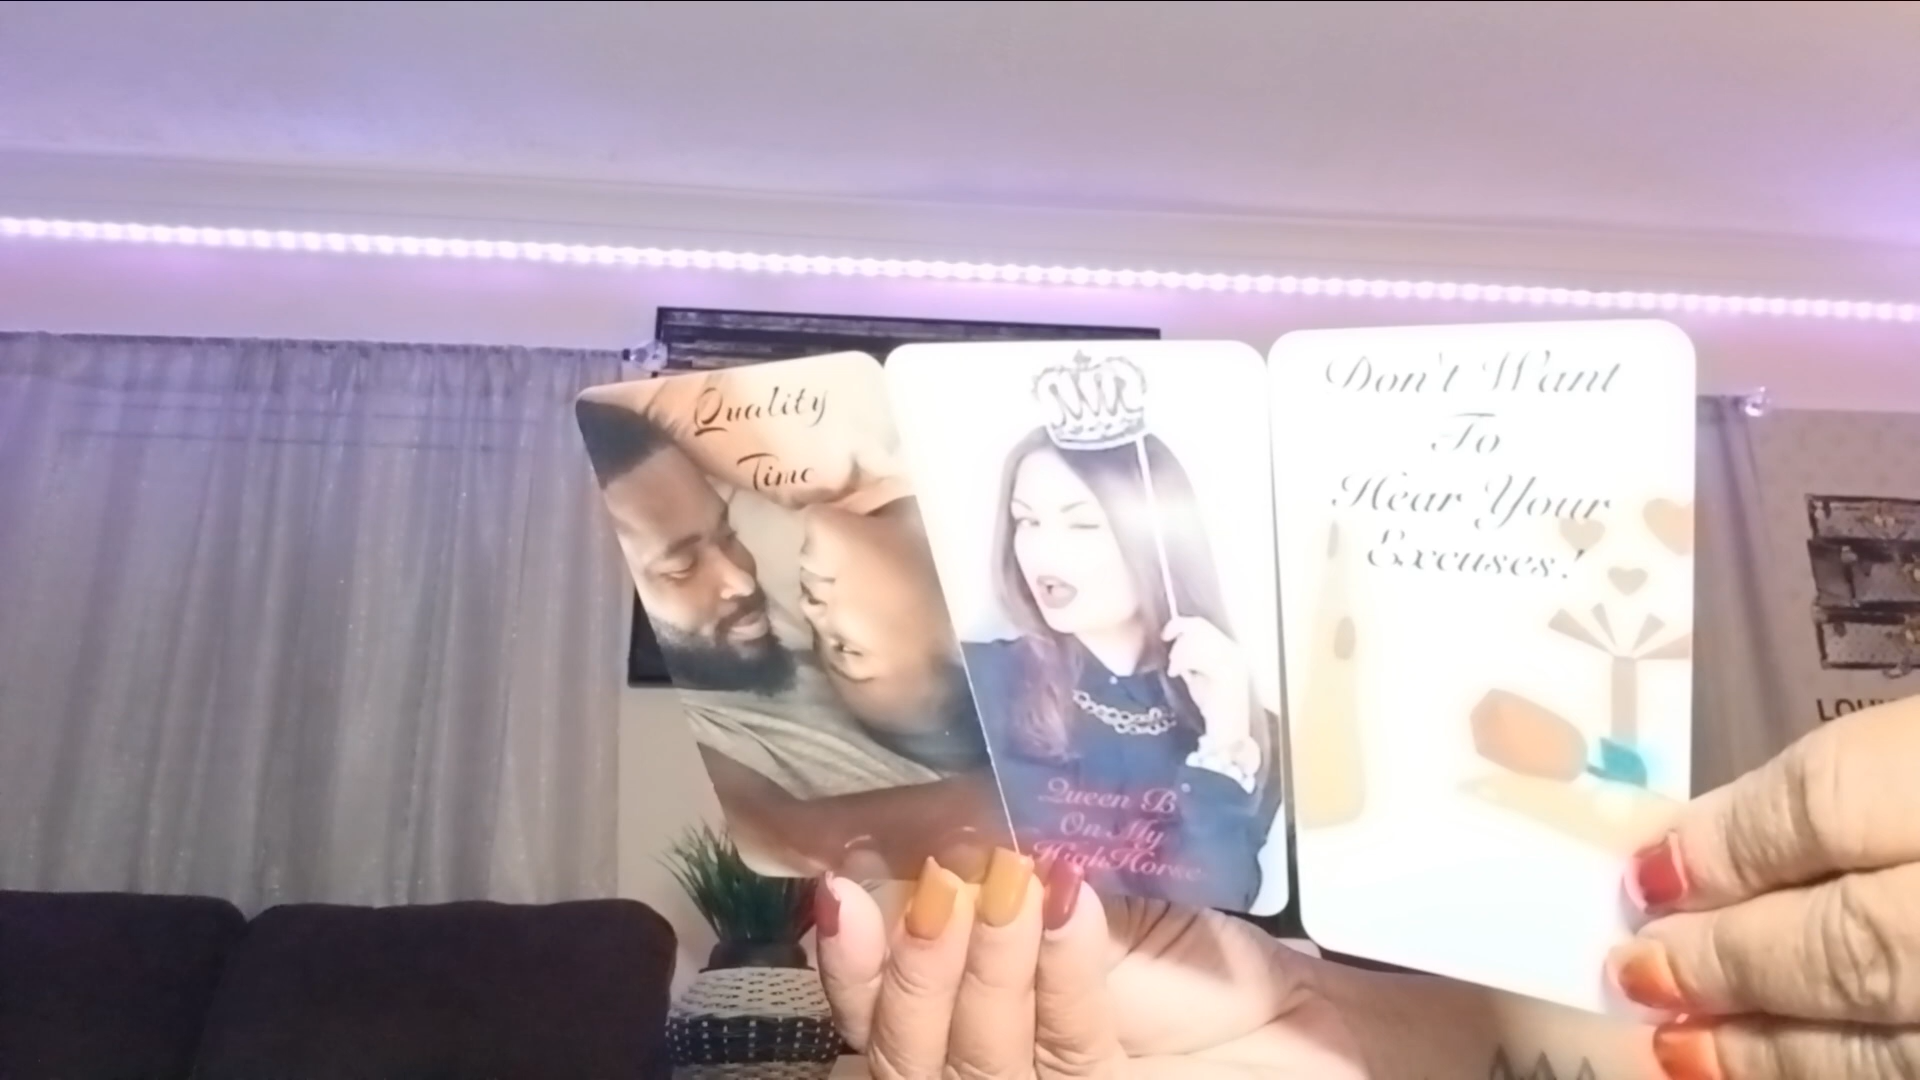 Quality
Time
Queen B
On My
High Horse
Don't Want
To
Hear Your
Excuses!